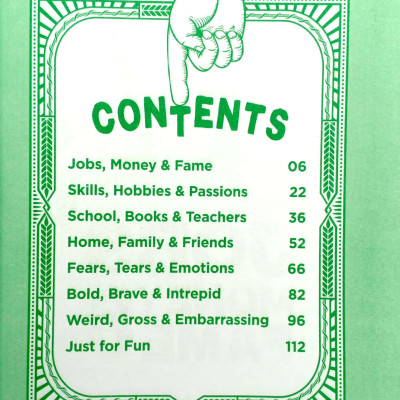 CONTENTS
Jobs, Money & Fame 06
Skills, Hobbies & Passions 22
School, Books & Teachers 36
Home, Family & Friends 52
Fears, Tears & Emotions 66
Bold, Brave & Intrepid 82
Weird, Gross & Embarrassing 96
Just for Fun 112